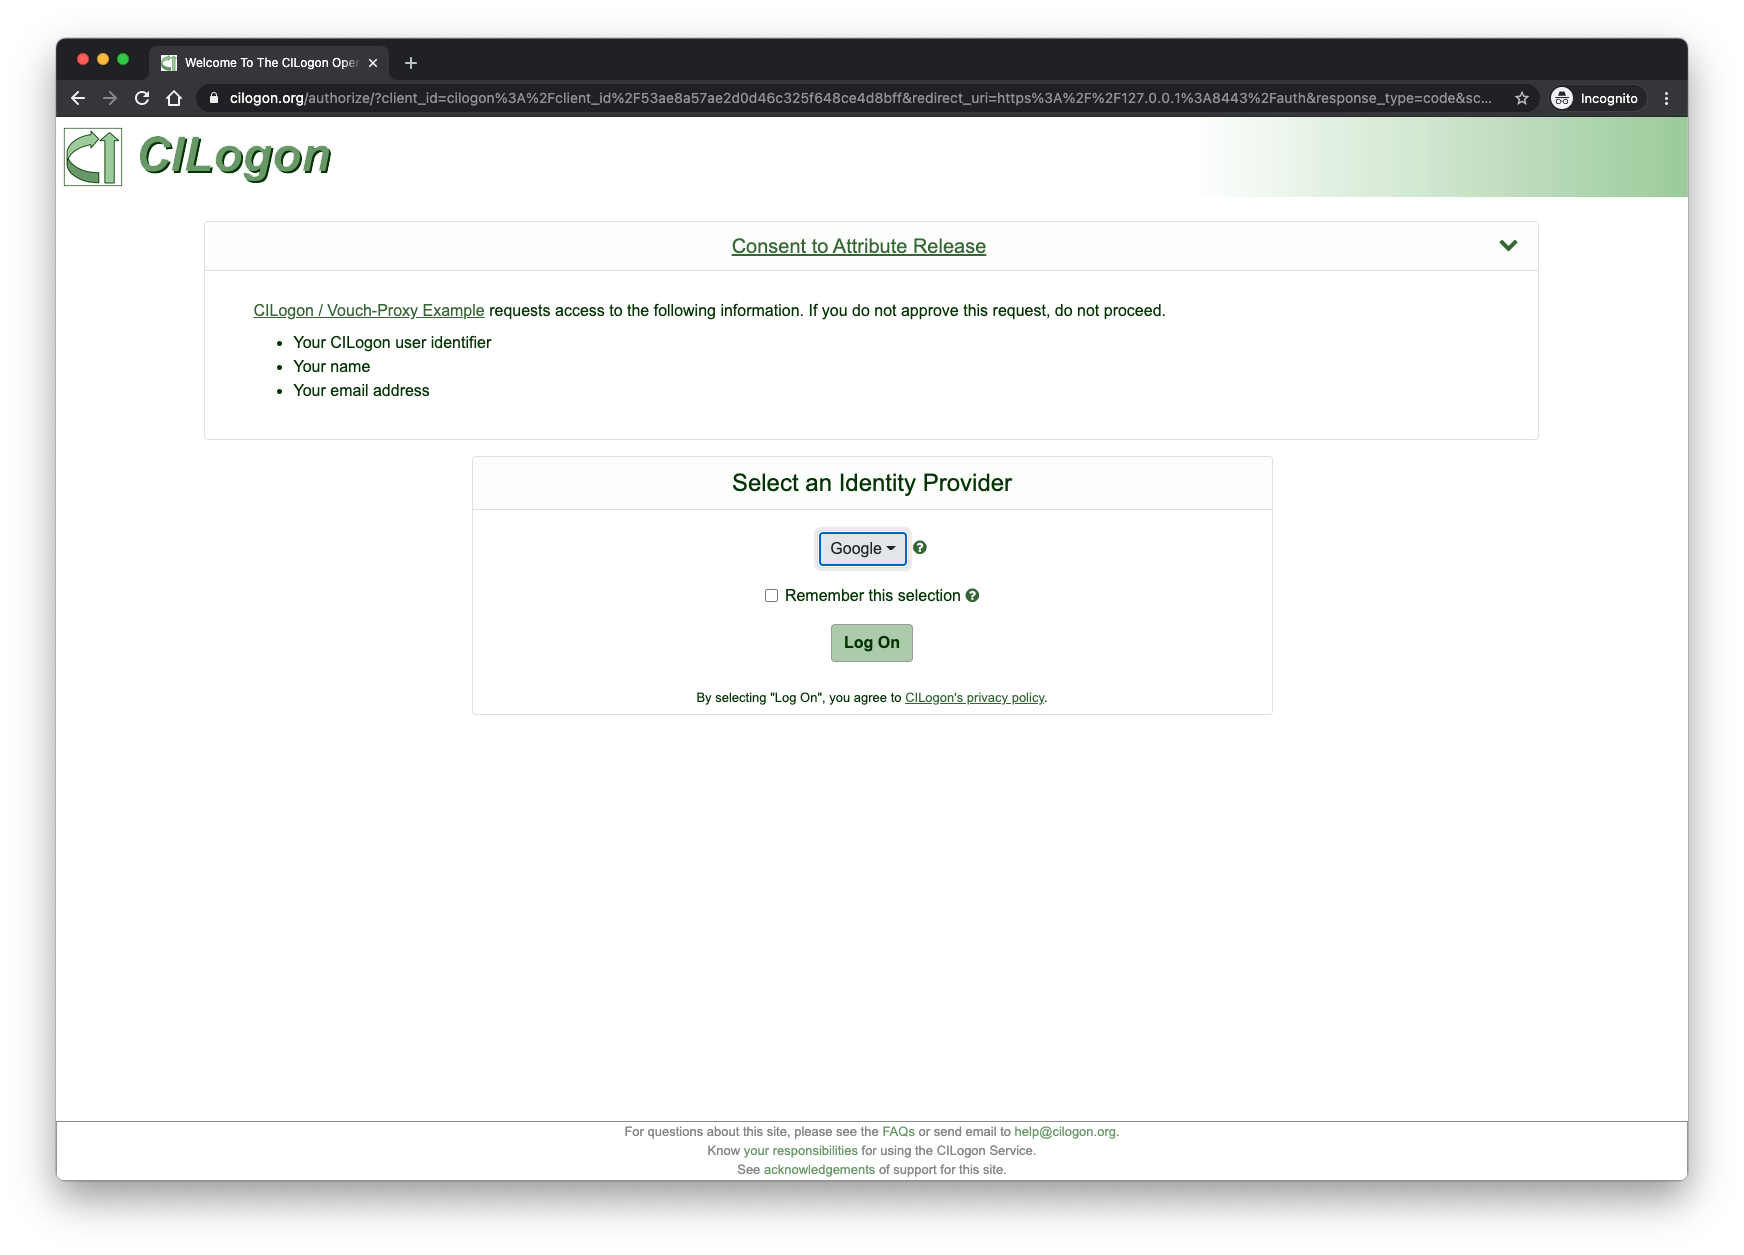 Welcome To The CILogon Oper
cilogon.org/authorize/?client_id=cilogon%3A%2Fclient_id%2F53ae8a57ae2d0d46c325f648ce4d8bff&redirect_uri=https%3A%2F%2F127.0.0.1%3A8443%2Fauth&response_type=code&sc...
Incognito
CILogon
Consent to Attribute Release
CILogon / Vouch-Proxy Example requests access to the following information. If you do not approve this request, do not proceed.
• Your CILogon user identifier
• Your name
• Your email address
Select an Identity Provider
Google
Remember this selection
Log On
By selecting "Log On", you agree to CILogon's privacy policy.
For questions about this site, please see the FAQs or send email to help@cilogon.org.
Know your responsibilities for using the CILogon Service.
See acknowledgements of support for this site.